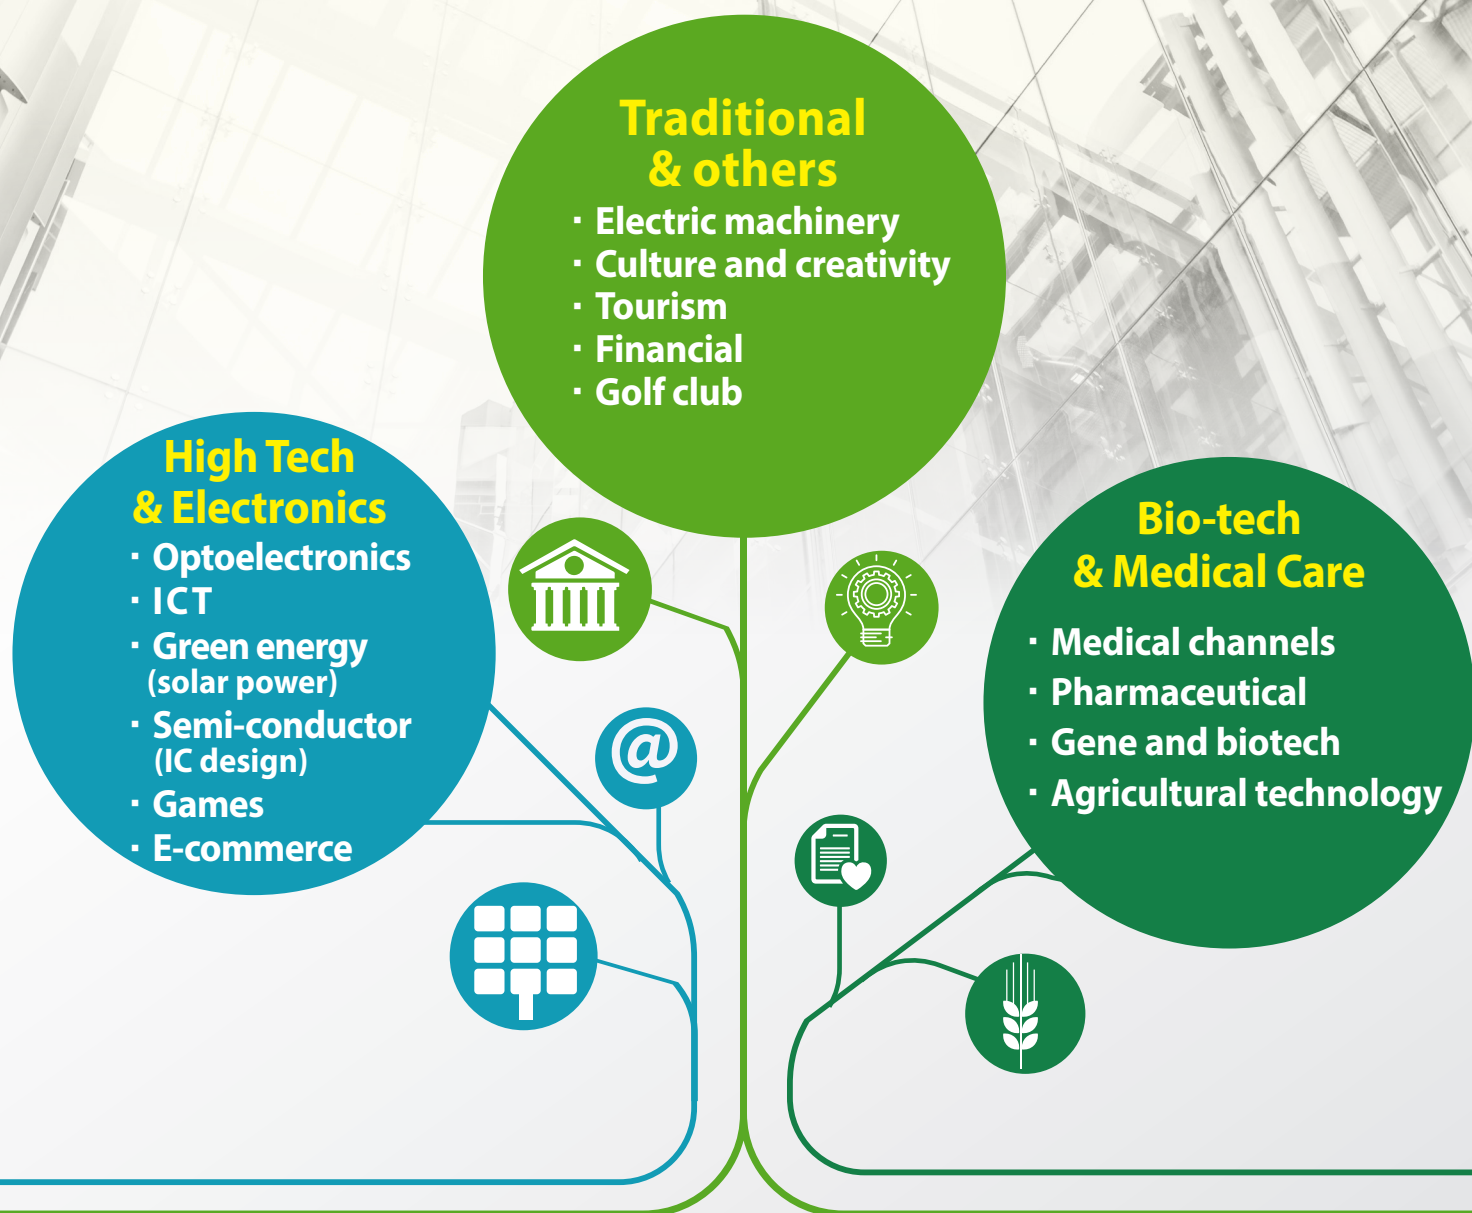 Traditional
& others
· Electric machinery
· Culture and creativity
· Tourism
· Financial
· Golf club
High Tech
& Electronics
· Optoelectronics
· ICT
· Green energy
(solar power)
· Semi-conductor
(IC design)
· Games
· E-commerce
@
Bio-tech
& Medical Care
· Medical channels
· Pharmaceutical
· Gene and biotech
· Agricultural technology